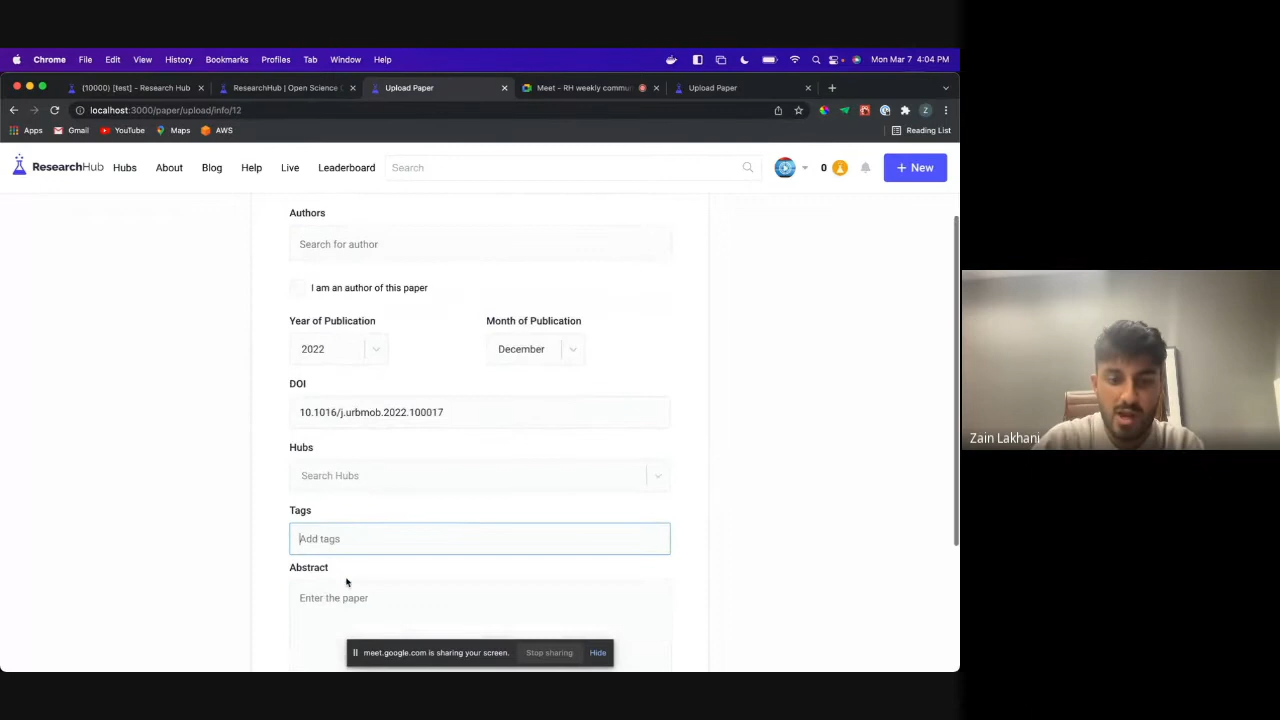 Chrome File Edit View History Bookmarks Profiles Tab Window Help Mon Mar 7 4:04 PM
(10000) [test] - Research Hub ResearchHub | Open Science C Upload Paper Meet - RH weekly commu Upload Paper
localhost:3000/paper/upload/info/12
Apps Gmail YouTube Maps AWS Reading List
ResearchHub Hubs About Blog Help Live Leaderboard Search 0 + New
Authors
Search for author
I am an author of this paper
Year of Publication Month of Publication
2022 December
DOI
10.1016/j.urbmob.2022.100017
Hubs
Search Hubs
Tags
Add tags
Abstract
Enter the paper
meet.google.com is sharing your screen. Stop sharing Hide
Zain Lakhani